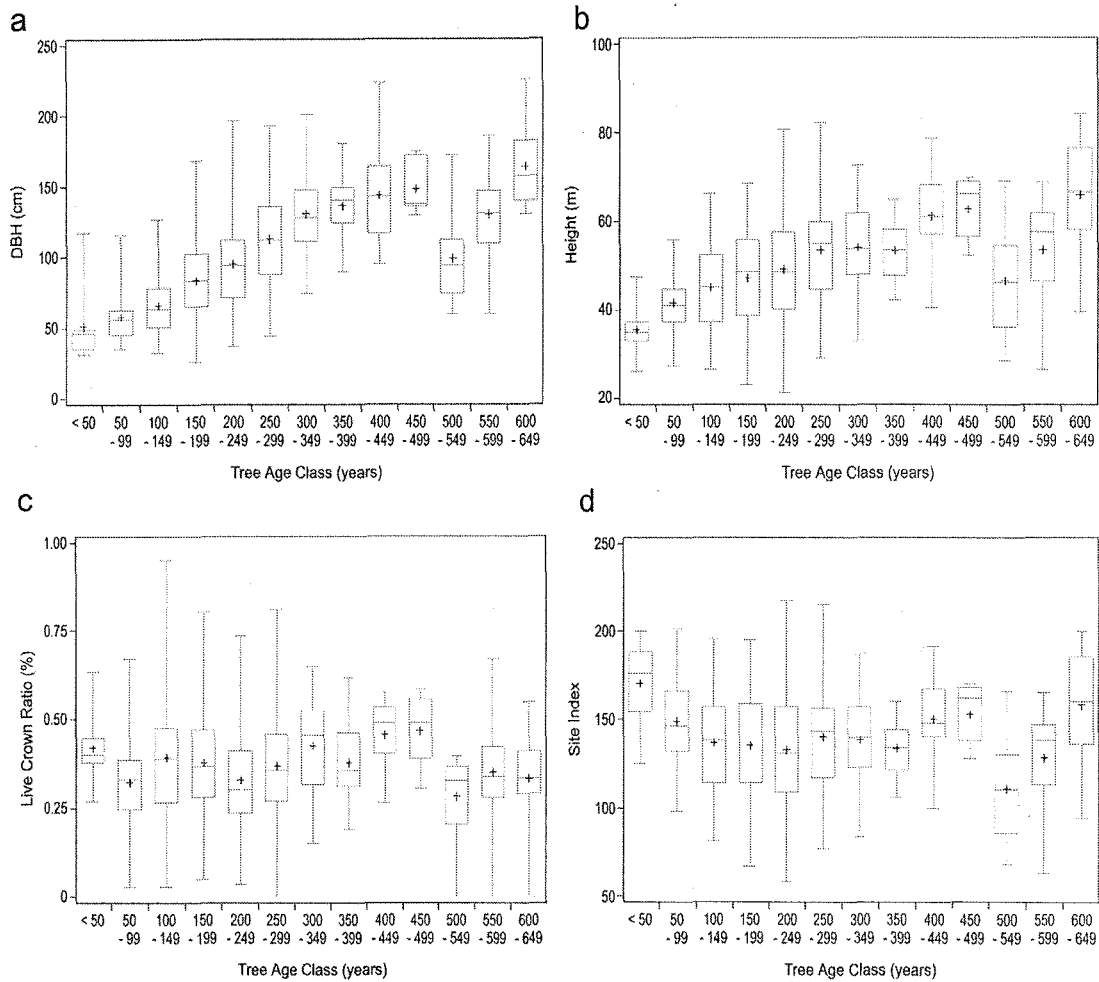 a
250
200
150
100
50
0
DBH (cm)
< 50 50 100 150 200 250 300 350 400 450 500 550 600
- 99 - 149 - 199 - 249 - 299 - 349 - 399 - 449 - 499 - 549 - 599 - 649
Tree Age Class (years)
b
100
80
60
40
20
Height (m)
< 50 50 100 150 200 250 300 350 400 450 500 550 600
- 99 - 149 - 199 - 249 - 299 - 349 - 399 - 449 - 499 - 549 - 599 - 649
Tree Age Class (years)
c
1.00
0.75
0.50
0.25
0
Live Crown Ratio (%)
< 50 50 100 150 200 250 300 350 400 450 500 550 600
- 99 - 149 - 199 - 249 - 299 - 349 - 399 - 449 - 499 - 549 - 599 - 649
Tree Age Class (years)
d
250
200
150
100
50
Site Index
< 50 50 100 150 200 250 300 350 400 450 500 550 600
- 99 - 149 - 199 - 249 - 299 - 349 - 399 - 449 - 499 - 549 - 599 - 649
Tree Age Class (years)